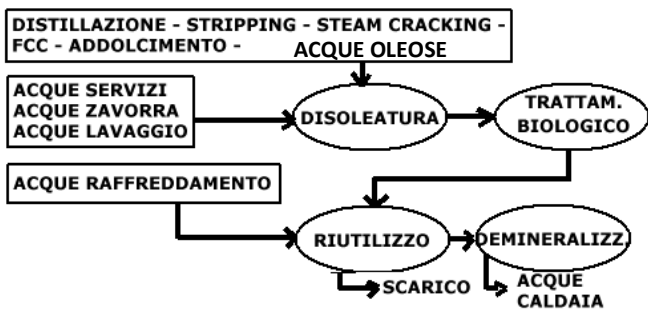 DISTILLAZIONE - STRIPPING - STEAM CRACKING -
FCC - ADDOLCIMENTO - ACQUE OLEOSE
ACQUE SERVIZI
ACQUE ZAVORRA
ACQUE LAVAGGIO
DISOLEATURA
TRATTAM.
BIOLOGICO
ACQUE RAFFREDDAMENTO
RIUTILIZZO
DEMINERALIZZ.
SCARICO
ACQUE
CALDAIA